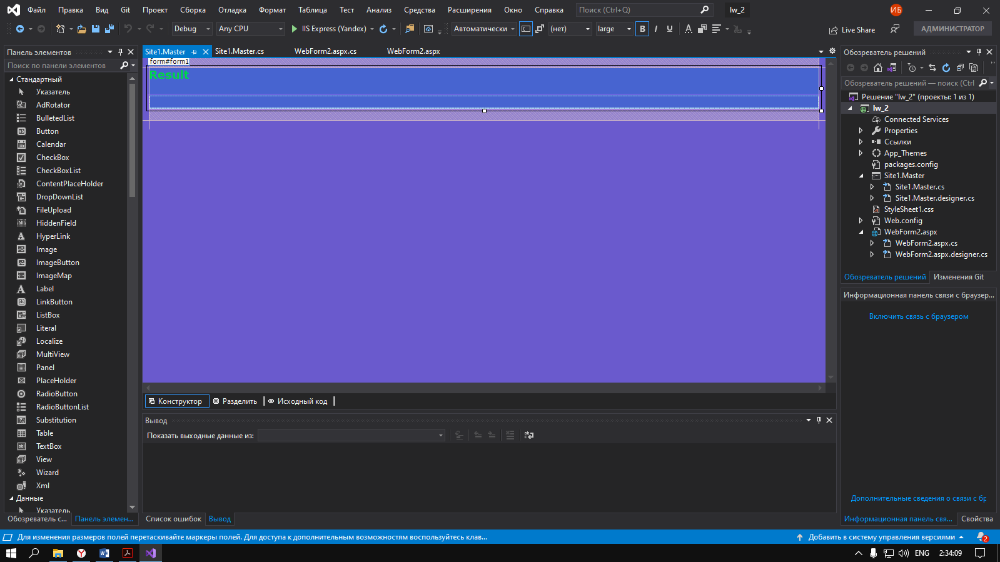 Файл Правка Вид Git Проект Сборка Отладка Формат Таблица Тест Анализ Средства Расширения Окно Справка Поиск (Ctrl+Q) lw_2 ИБ
Debug Any CPU IIS Express (Yandex) Автоматически (нет) large B I U A Live Share АДМИНИСТРАТОР
Панель элементов
Поиск по панели элементов
Стандартный
Указатель
AdRotator
BulletedList
Button
Calendar
CheckBox
CheckBoxList
ContentPlaceHolder
DropDownList
FileUpload
HiddenField
HyperLink
Image
ImageButton
ImageMap
Label
LinkButton
ListBox
Literal
Localize
MultiView
Panel
PlaceHolder
RadioButton
RadioButtonList
Substitution
Table
TextBox
View
Wizard
Xml
Данные
Указатель
Обозреватель с... Панель элемен...
Site1.Master Site1.Master.cs WebForm2.aspx.cs WebForm2.aspx
form#form1
Result
Конструктор Разделить Исходный код
Вывод
Показать выходные данные из:
Список ошибок Вывод
Обозреватель решений
Обозреватель решений — поиск (Ctrl
Решение "lw_2" (проекты: 1 из 1)
lw_2
Connected Services
Properties
Ссылки
App_Themes
packages.config
Site1.Master
Site1.Master.cs
Site1.Master.designer.cs
StyleSheet1.css
Web.config
WebForm2.aspx
WebForm2.aspx.cs
WebForm2.aspx.designer.cs
Обозреватель решений Изменения Git
Информационная панель связи с браузер...
Включить связь с браузером
Дополнительные сведения о связи с бр
Информационная панель свя... Свойства
Для изменения размеров полей перетаскивайте маркеры полей. Для доступа к дополнительным возможностям воспользуйтесь клав... Добавить в систему управления версиями 2
ENG 2:34:09